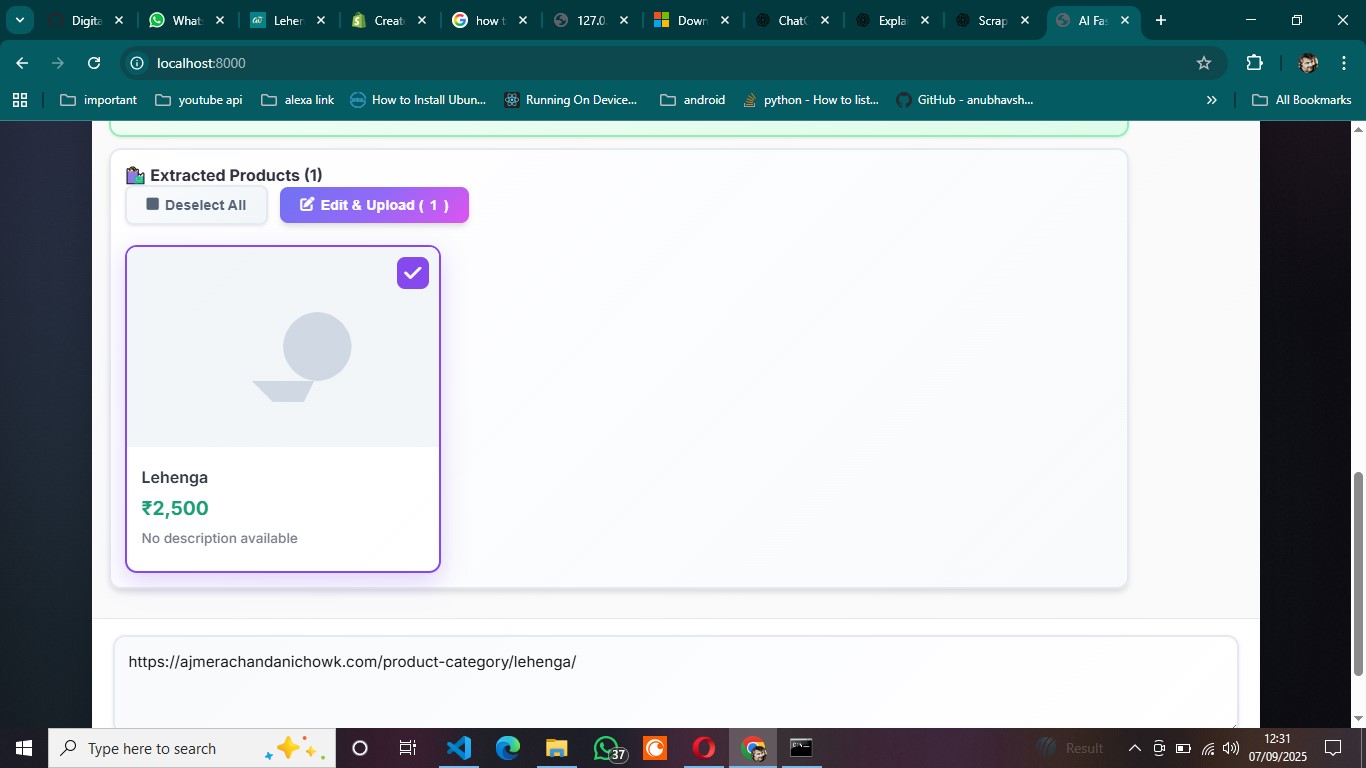 Digita
What
Leher
Creat
how t
127.0.
Down
ChatG
Explai
Scrap
AI Fas
localhost:8000
important
youtube api
alexa link
How to Install Ubun...
Running On Device...
android
python - How to list...
GitHub - anubhavsh...
All Bookmarks
Extracted Products (1)
Deselect All
Edit & Upload ( 1 )
Lehenga
₹2,500
No description available
https://ajmerachandanichowk.com/product-category/lehenga/
Type here to search
37
Result
12:31
07/09/2025